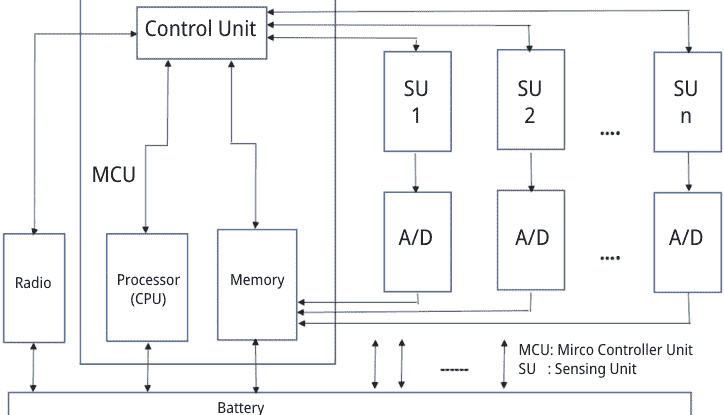 Control Unit
SU
1
SU
2
SU
n
....
MCU
A/D
A/D
A/D
....
Radio
Processor
(CPU)
Memory
MCU: Mirco Controller Unit
SU : Sensing Unit
Battery